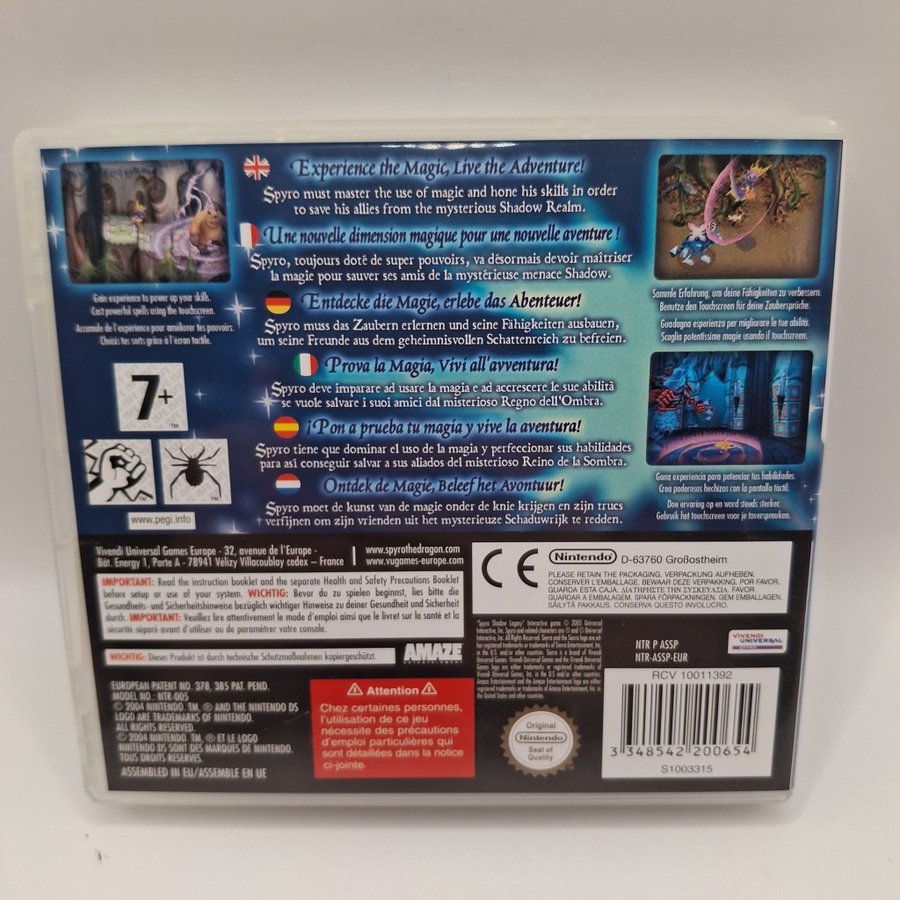 Experience the Magic, Live the Adventure!
Spyro must master the use of magic and hone his skills in order
to save his allies from the mysterious Shadow Realm.
Une nouvelle dimension magique pour une nouvelle aventure !
Spyro, toujours doté de super pouvoirs, va désormais devoir maîtriser
la magie pour sauver ses amis de la mystérieuse menace Shadow.
Entdecke die Magie, erlebe das Abenteuer!
Spyro muss das Zaubern erlernen und seine Fähigkeiten ausbauen,
um seine Freunde aus dem geheimnisvollen Schattenreich zu befreien.
Prova la Magia, Vivi all'avventura!
Spyro deve imparare ad usare la magia e ad accrescere le sue abilità
se vuole salvare i suoi amici dal misterioso Regno dell'Ombra.
¡Pon a prueba tu magia y vive la aventura!
Spyro tiene que dominar el uso de la magia y perfeccionar sus habilidades
para así conseguir salvar a sus aliados del misterioso Reino de la Sombra.
Ontdek de Magie, Beleef het Avontuur!
Spyro moet de kunst van de magie onder de knie krijgen en zijn trucs
verfijnen om zijn vrienden uit het mysterieuze Schaduwrijk te redden.
Gain experience to power up your skills.
Cast powerful spells using the touchscreen.
Accumule de l'expérience pour améliorer tes pouvoirs.
Choisis tes sorts grâce à l'écran tactile.
7+
TM
TM
www.pegi.info
Sammle Erfahrung, um deine Fähigkeiten zu verbessern.
Benutze den Touchscreen für deine Zaubersprüche.
Guadagna esperienza per migliorare le tue abilità.
Scaglia potentissime magie usando il touchscreen.
Gana experiencia para potenciar tus habilidades.
Crea poderosos hechizos con la pantalla táctil.
Doe ervaring op en word steeds sterker.
Gebruik het touchscreen voor je toverspreuken.
Vivendi Universal Games Europe - 32, avenue de l'Europe -
Bât. Energy 1, Porte A - 78941 Vélizy Villacoublay cedex – France
www.spyrothedragon.com
www.vugames-europe.com
IMPORTANT: Read the instruction booklet and the separate Health and Safety Precautions Booklet
before setup or use of your system. WICHTIG: Bevor du zu spielen beginnst, lies bitte die
Gesundheits- und Sicherheitshinweise bezüglich wichtiger Hinweise zu deiner Gesundheit und Sicherheit
durch. IMPORTANT: Veuillez lire attentivement le mode d'emploi ainsi que le livret sur la santé et la
sécurité séparé avant d'utiliser ou de paramétrer votre console.
WICHTIG: Dieses Produkt ist durch technische Schutzmaßnahmen kopiergeschützt.
AMAZE
ENTERTAINMENT
EUROPEAN PATENT NO. 378, 385 PAT. PEND.
MODEL NO.: NTR-005
© 2004 NINTENDO. TM, ® AND THE NINTENDO DS
LOGO ARE TRADEMARKS OF NINTENDO.
ALL RIGHTS RESERVED.
© 2004 NINTENDO. TM, ® ET LE LOGO
NINTENDO DS SONT DES MARQUES DE NINTENDO.
TOUS DROITS RÉSERVÉS.
ASSEMBLED IN EU/ASSEMBLE EN UE
Attention
Chez certaines personnes,
l'utilisation de ce jeu
nécessite des précautions
d'emploi particulières qui
sont détaillées dans la notice
ci-jointe.
CE
Nintendo D-63760 Großostheim
PLEASE RETAIN THE PACKAGING. VERPACKUNG AUFHEBEN.
CONSERVER L'EMBALLAGE. BEWAAR DEZE VERPAKKING. POR FAVOR,
GUARDA ESTA CAJA. ΔΙΑΤΗΡΗΣΤΕ ΤΗΝ ΣΥΣΚΕΥΑΣΙΑ. FAVOR
GUARDAR A EMBALAGEM. SPARA FÖRPACKNINGEN. GEM EMBALLAGEN.
SÄILYTÄ PAKKAUS. CONSERVA QUESTO INVOLUCRO.
Spyro Shadow Legacy" Interactive game © 2005 Universal
NTR P ASSP
NTR-ASSP-EUR
VIVENDI
UNIVERSAL
Original
Nintendo
Seal of
Quality
RCV 10011392
3 348542 200654
S1003315